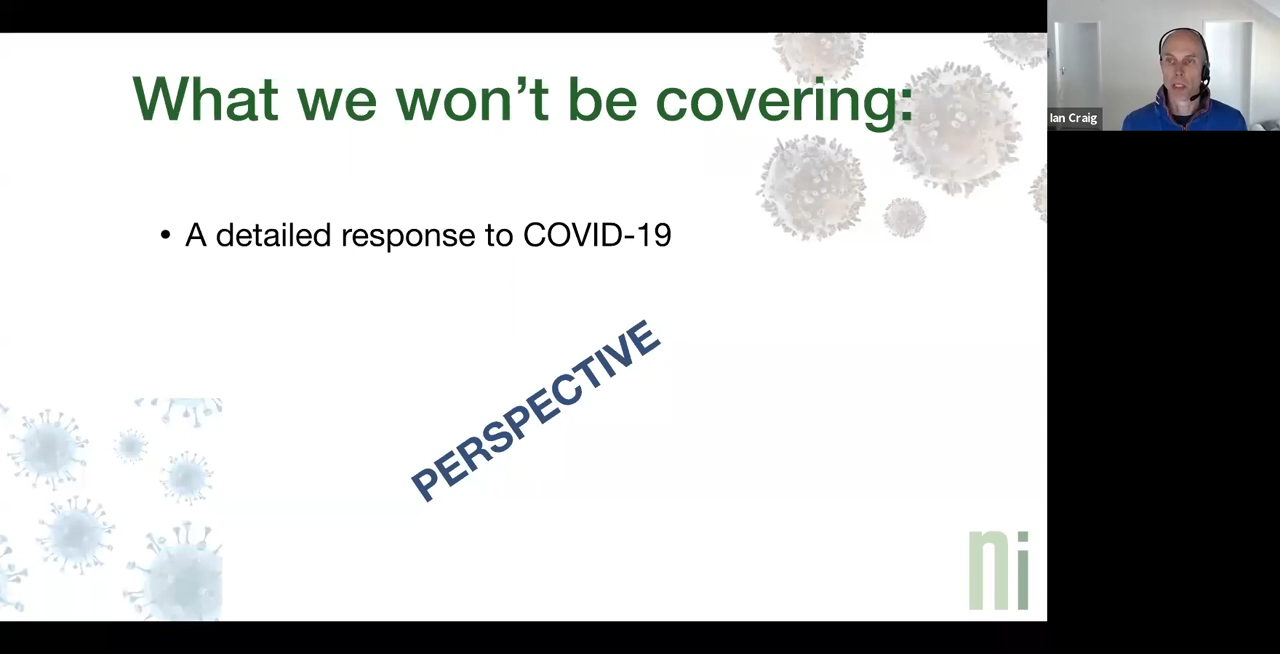 What we won't be covering:
Ian Craig
• A detailed response to COVID-19
PERSPECTIVE
ni